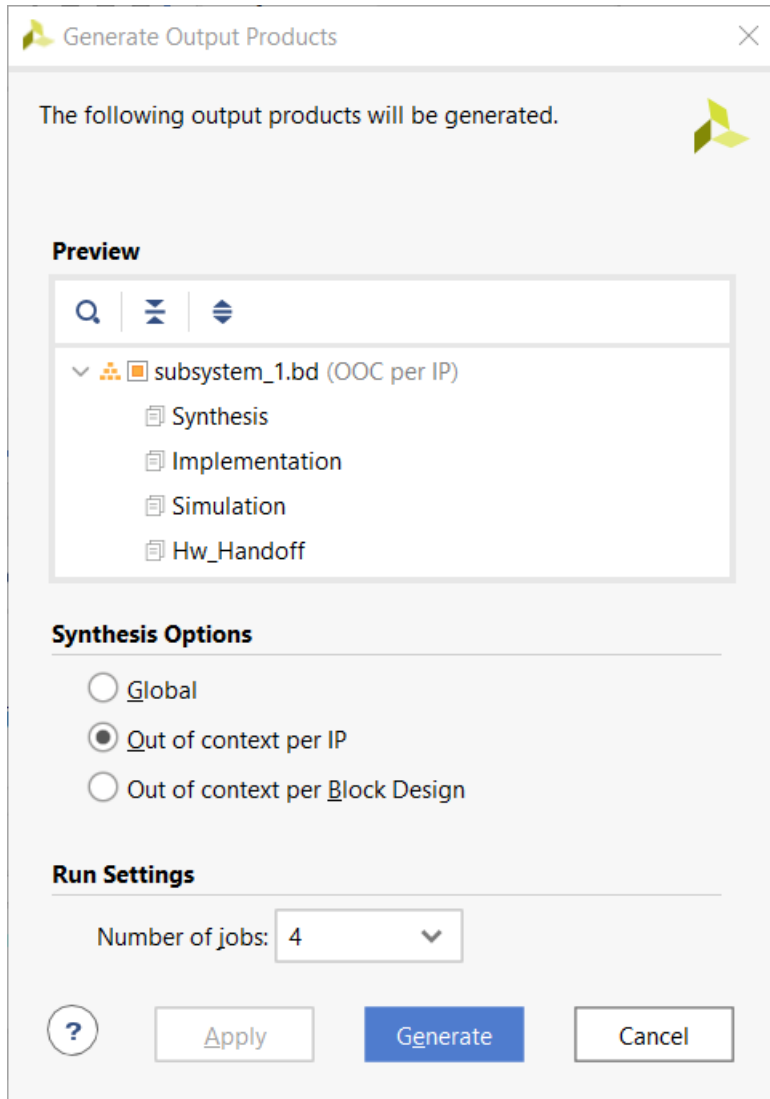 Generate Output Products
The following output products will be generated.
Preview
subsystem_1.bd (OOC per IP)
Synthesis
Implementation
Simulation
Hw_Handoff
Synthesis Options
Global
Out of context per IP
Out of context per Block Design
Run Settings
Number of jobs: 4
? Apply Generate Cancel